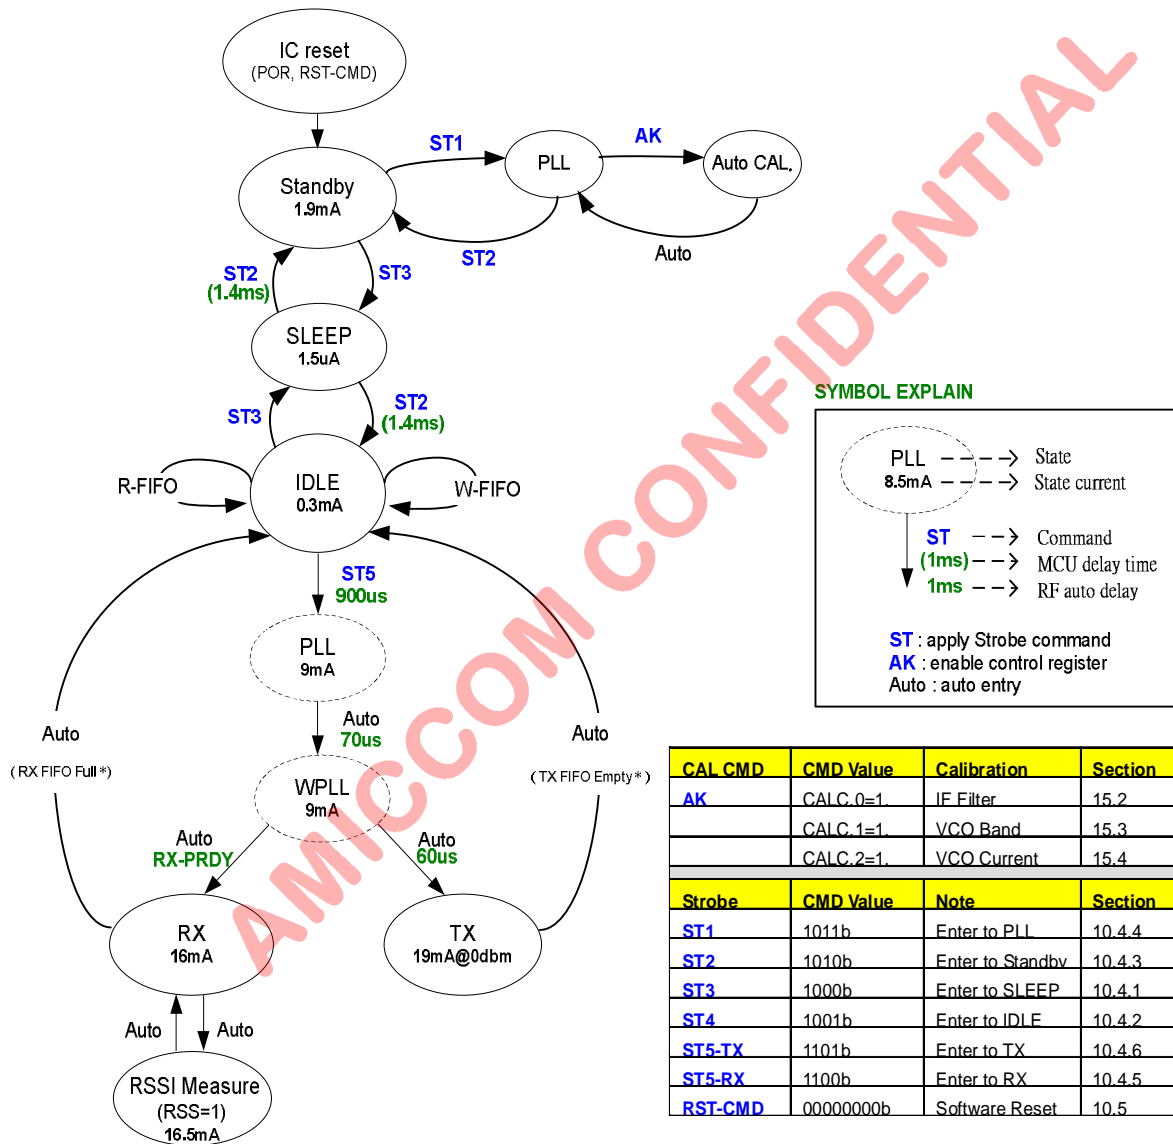 IC reset
(POR, RST-CMD)
ST1
AK
Standby
1.9mA
PLL
Auto CAL.
ST2
Auto
ST2
(1.4ms)
ST3
SLEEP
1.5uA
ST3
ST2
(1.4ms)
R-FIFO
IDLE
0.3mA
W-FIFO
ST5
900us
PLL
9mA
Auto
70us
Auto
(RX FIFO Full*)
Auto
(TX FIFO Empty*)
WPLL
9mA
Auto
RX-PRDY
Auto
60us
RX
16mA
TX
19mA@0dbm
Auto
Auto
RSSI Measure
(RSS=1)
16.5mA
SYMBOL EXPLAIN
PLL
8.5mA
State
State current
ST
(1ms)
1ms
Command
MCU delay time
RF auto delay
ST : apply Strobe command
AK : enable control register
Auto : auto entry
CAL CMD CMD Value Calibration Section
AK CALC.0=1. IF Filter 15.2
CALC.1=1. VCO Band 15.3
CALC.2=1. VCO Current 15.4
Strobe CMD Value Note Section
ST1 1011b Enter to PLL 10.4.4
ST2 1010b Enter to Standby 10.4.3
ST3 1000b Enter to SLEEP 10.4.1
ST4 1001b Enter to IDLE 10.4.2
ST5-TX 1101b Enter to TX 10.4.6
ST5-RX 1100b Enter to RX 10.4.5
RST-CMD 00000000b Software Reset 10.5
AMICCOM CONFIDENTIAL